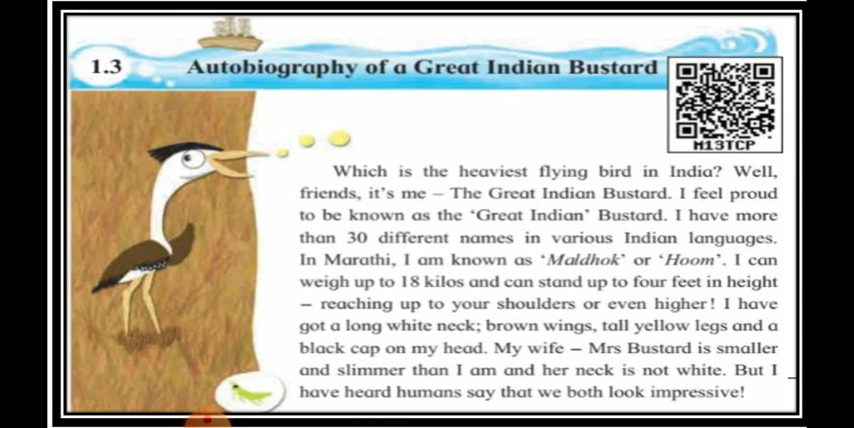 1.3
Autobiography of a Great Indian Bustard
M13TCP
Which is the heaviest flying bird in India? Well,
friends, it's me – The Great Indian Bustard. I feel proud
to be known as the 'Great Indian' Bustard. I have more
than 30 different names in various Indian languages.
In Marathi, I am known as 'Maldhok' or 'Hoom'. I can
weigh up to 18 kilos and can stand up to four feet in height
– reaching up to your shoulders or even higher! I have
got a long white neck; brown wings, tall yellow legs and a
black cap on my head. My wife – Mrs Bustard is smaller
and slimmer than I am and her neck is not white. But I
have heard humans say that we both look impressive!